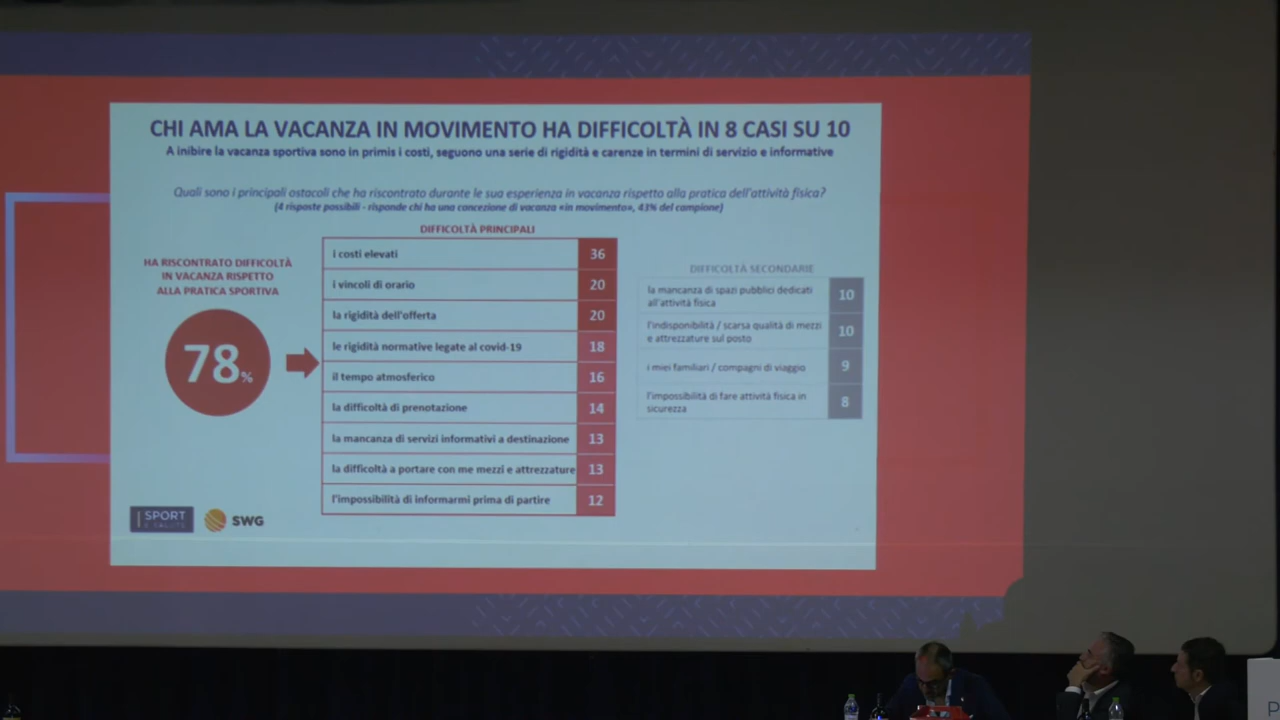 CHI AMA LA VACANZA IN MOVIMENTO HA DIFFICOLTÀ IN 8 CASI SU 10
A inibire la vacanza sportiva sono in primis i costi, seguono una serie di rigidità e carenze in termini di servizio e informative
Quali sono i principali ostacoli che ha riscontrato durante le sua esperienza in vacanza rispetto alla pratica dell'attività fisica?
(4 risposte possibili - risponde chi ha una concezione di vacanza «in movimento», 43% del campione)
HA RISCONTRATO DIFFICOLTÀ
IN VACANZA RISPETTO
ALLA PRATICA SPORTIVA
78%
DIFFICOLTÀ PRINCIPALI
i costi elevati 36
i vincoli di orario 20
la rigidità dell'offerta 20
le rigidità normative legate al covid-19 18
il tempo atmosferico 16
la difficoltà di prenotazione 14
la mancanza di servizi informativi a destinazione 13
la difficoltà a portare con me mezzi e attrezzature 13
l'impossibilità di informarmi prima di partire 12
DIFFICOLTÀ SECONDARIE
la mancanza di spazi pubblici dedicati
all'attività fisica 10
l'indisponibilità / scarsa qualità di mezzi
e attrezzature sul posto 10
i miei familiari / compagni di viaggio 9
l'impossibilità di fare attività fisica in
sicurezza 8
SPORT
E SALUTE
SWG
P